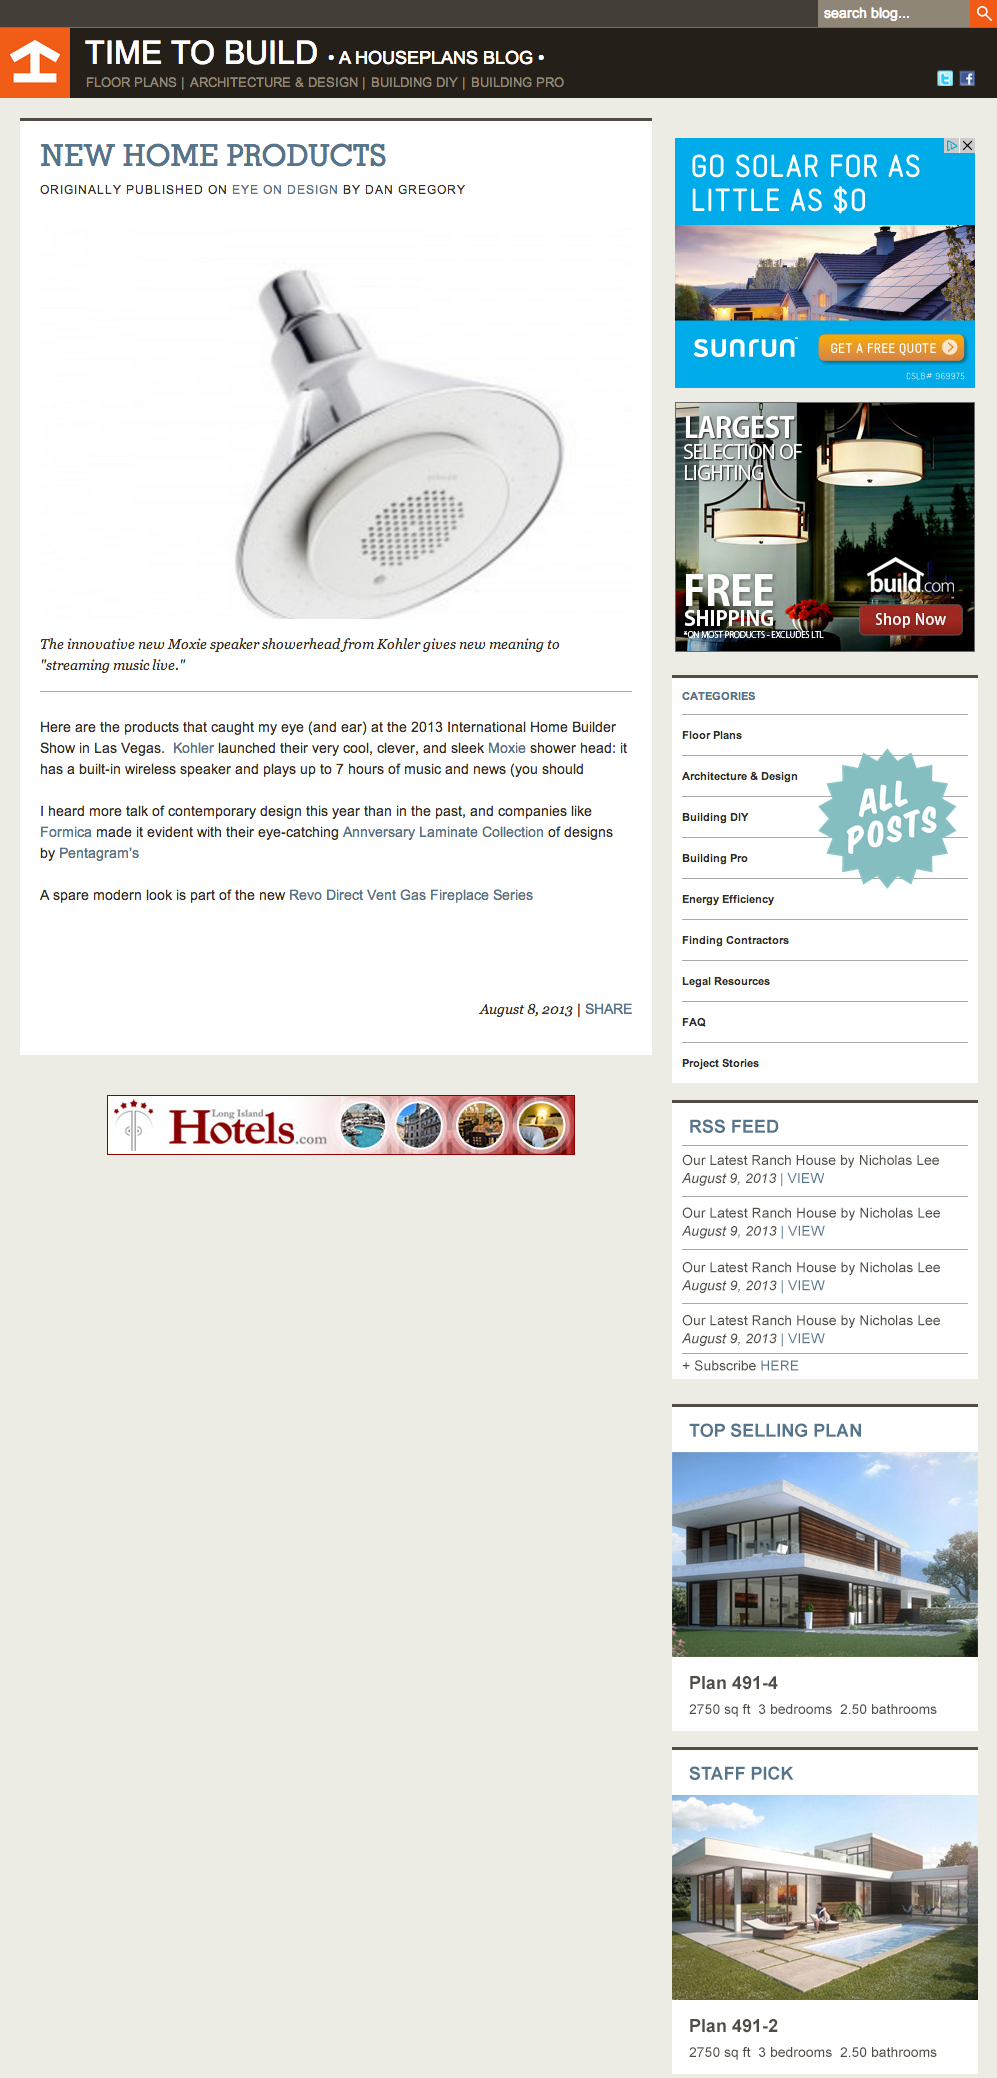 search blog...
TIME TO BUILD • A HOUSEPLANS BLOG •
FLOOR PLANS | ARCHITECTURE & DESIGN | BUILDING DIY | BUILDING PRO
NEW HOME PRODUCTS
ORIGINALLY PUBLISHED ON EYE ON DESIGN BY DAN GREGORY
The innovative new Moxie speaker showerhead from Kohler gives new meaning to
"streaming music live."
Here are the products that caught my eye (and ear) at the 2013 International Home Builder
Show in Las Vegas. Kohler launched their very cool, clever, and sleek Moxie shower head: it
has a built-in wireless speaker and plays up to 7 hours of music and news (you should
I heard more talk of contemporary design this year than in the past, and companies like
Formica made it evident with their eye-catching Annversary Laminate Collection of designs
by Pentagram's
A spare modern look is part of the new Revo Direct Vent Gas Fireplace Series
August 8, 2013 | SHARE
Long Island
Hotels.com
GO SOLAR FOR AS
LITTLE AS $0
sunrun
GET A FREE QUOTE
CSLB# 969975
LARGEST
SELECTION OF
LIGHTING
FREE
SHIPPING
*ON MOST PRODUCTS - EXCLUDES LTL
build.com
Shop Now
CATEGORIES
Floor Plans
Architecture & Design
Building DIY
Building Pro
Energy Efficiency
Finding Contractors
Legal Resources
FAQ
Project Stories
ALL
POSTS
RSS FEED
Our Latest Ranch House by Nicholas Lee
August 9, 2013 | VIEW
Our Latest Ranch House by Nicholas Lee
August 9, 2013 | VIEW
Our Latest Ranch House by Nicholas Lee
August 9, 2013 | VIEW
Our Latest Ranch House by Nicholas Lee
August 9, 2013 | VIEW
+ Subscribe HERE
TOP SELLING PLAN
Plan 491-4
2750 sq ft 3 bedrooms 2.50 bathrooms
STAFF PICK
Plan 491-2
2750 sq ft 3 bedrooms 2.50 bathrooms